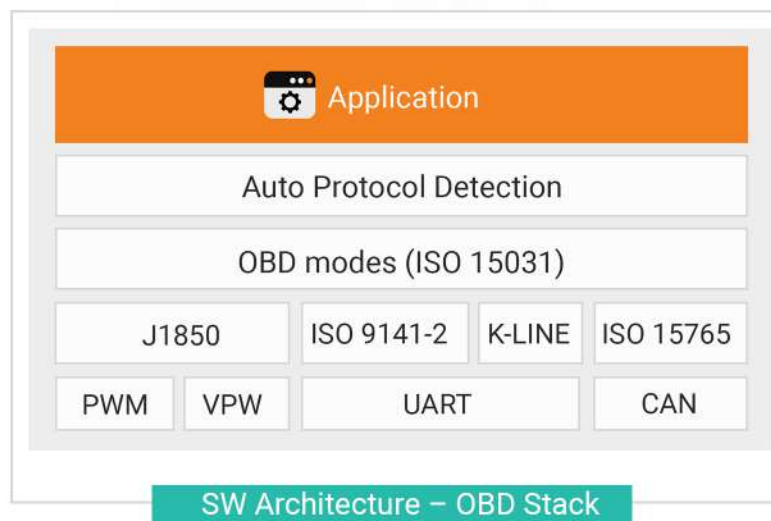 Application
Auto Protocol Detection
OBD modes (ISO 15031)
J1850 ISO 9141-2 K-LINE ISO 15765
PWM VPW UART CAN
SW Architecture – OBD Stack